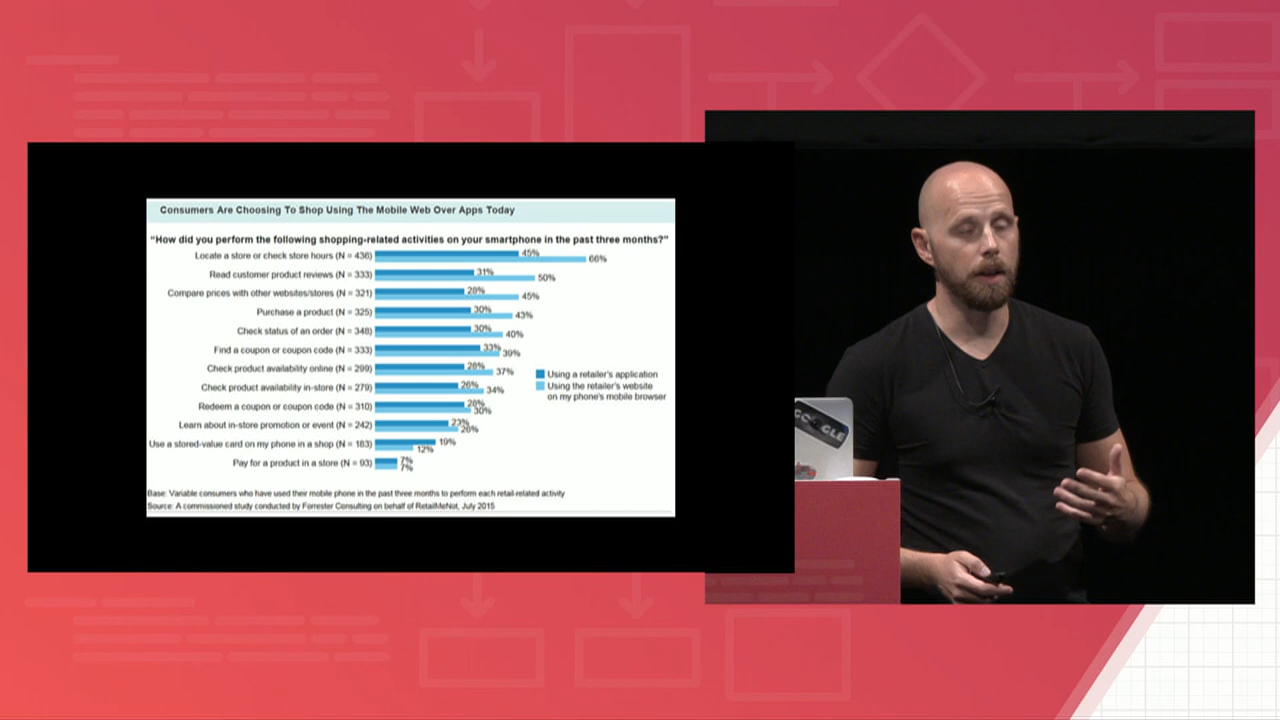 Consumers Are Choosing To Shop Using The Mobile Web Over Apps Today
"How did you perform the following shopping-related activities on your smartphone in the past three months?"
Locate a store or check store hours (N = 436) 45% 66%
Read customer product reviews (N = 333) 31% 50%
Compare prices with other websites/stores (N = 321) 28% 45%
Purchase a product (N = 325) 30% 43%
Check status of an order (N = 348) 30% 40%
Find a coupon or coupon code (N = 333) 33% 39%
Check product availability online (N = 299) 28% 37%
Check product availability in-store (N = 279) 26% 34%
Redeem a coupon or coupon code (N = 310) 28% 30%
Learn about in-store promotion or event (N = 242) 23% 26%
Use a stored-value card on my phone in a shop (N = 183) 19% 12%
Pay for a product in a store (N = 93) 7% 7%
Using a retailer's application
Using the retailer's website
on my phone's mobile browser
Base: Variable consumers who have used their mobile phone in the past three months to perform each retail-related activity
Source: A commissioned study conducted by Forrester Consulting on behalf of RetailMeNot, July 2015
GOOGLE